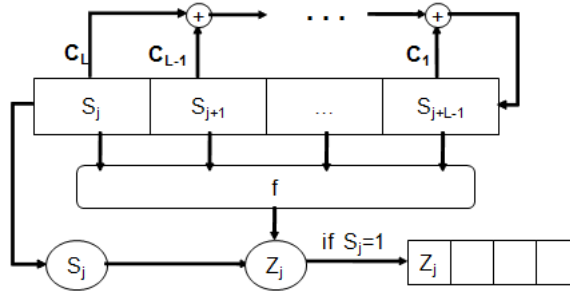 + . . . +
C_L C_{L-1} C_1
S_j S_{j+1} ... S_{j+L-1}
f
if S_j=1
S_j Z_j Z_j